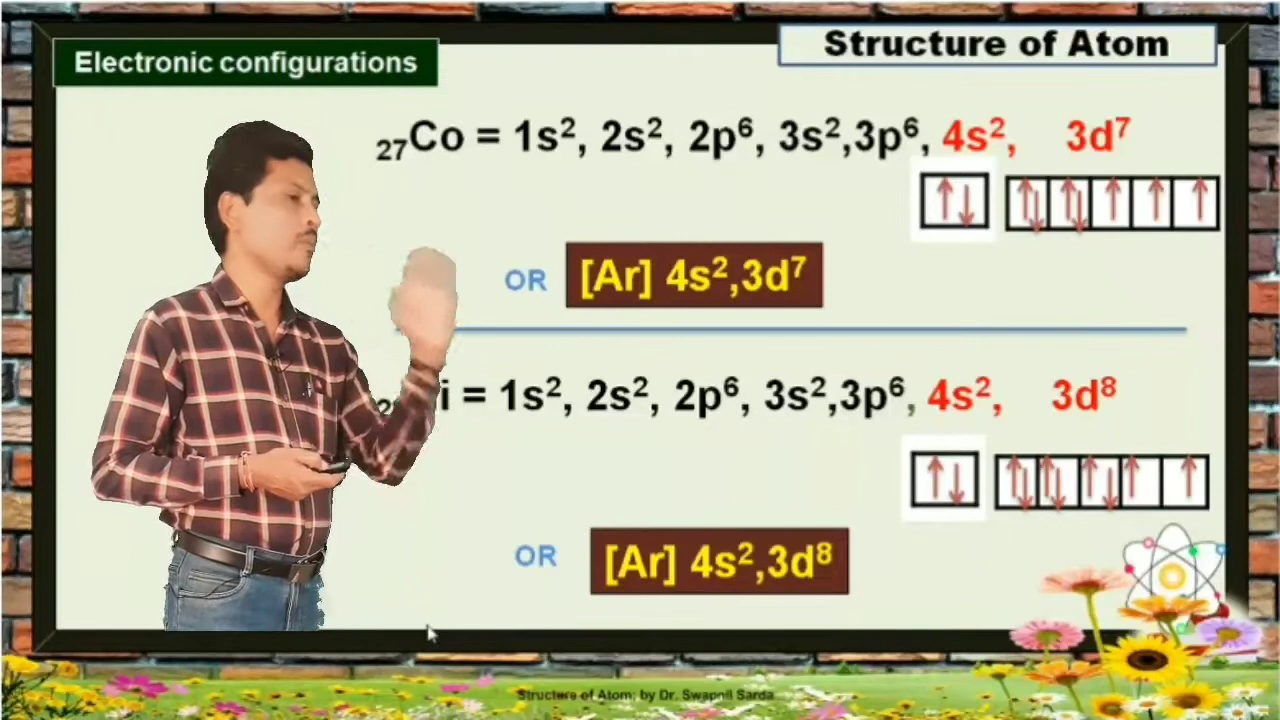 Electronic configurations
Structure of Atom
₂₇Co = 1s², 2s², 2p⁶, 3s²,3p⁶, 4s², 3d⁷
OR [Ar] 4s²,3d⁷
i = 1s², 2s², 2p⁶, 3s²,3p⁶, 4s², 3d⁸
OR [Ar] 4s²,3d⁸
Structure of Atom: by Dr. Swapnil Sarda